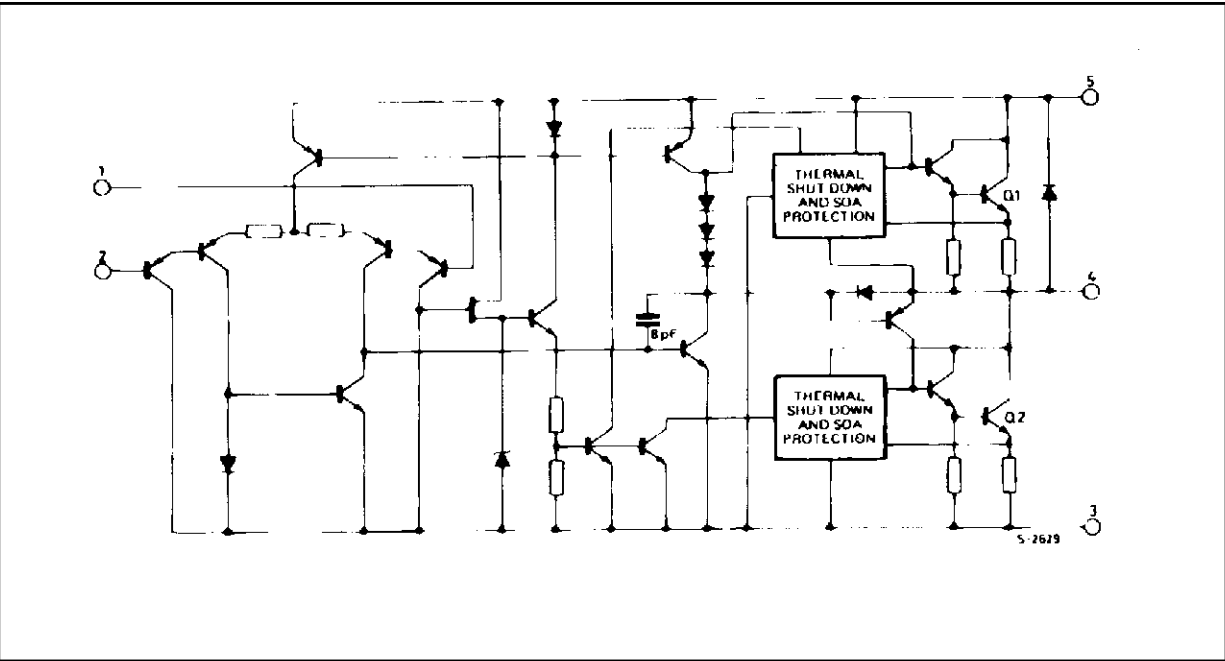 5
1
THERMAL
SHUT DOWN
AND SOA
PROTECTION
Q1
2
4
8pf
THERMAL
SHUT DOWN
AND SOA
PROTECTION
Q2
3
S-2629